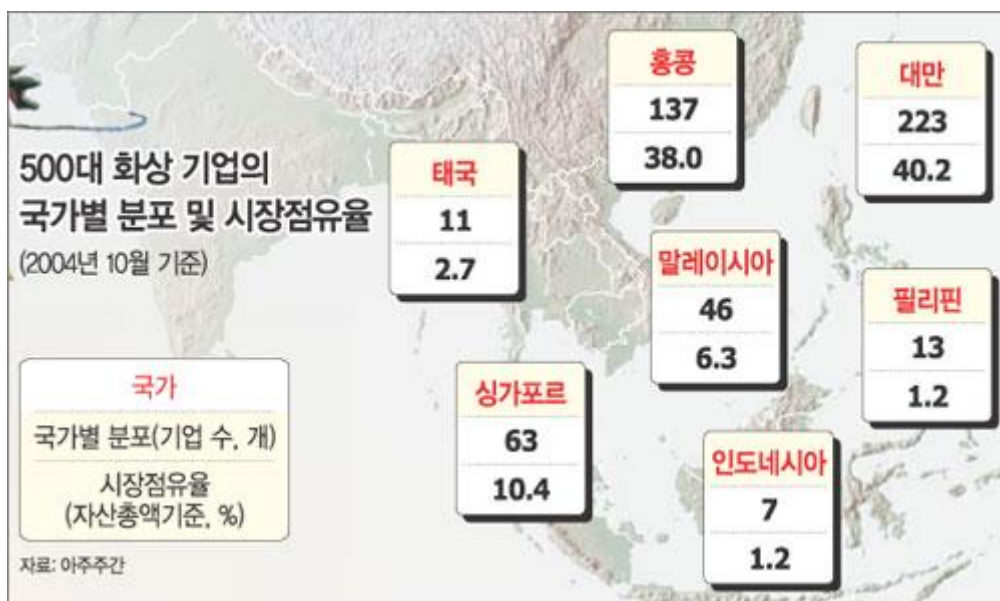 500대 화상 기업의
국가별 분포 및 시장점유율
(2004년 10월 기준)
국가
국가별 분포(기업 수, 개)
시장점유율
(자산총액기준, %)
자료: 아주주간
태국
11
2.7
홍콩
137
38.0
대만
223
40.2
말레이시아
46
6.3
필리핀
13
1.2
싱가포르
63
10.4
인도네시아
7
1.2